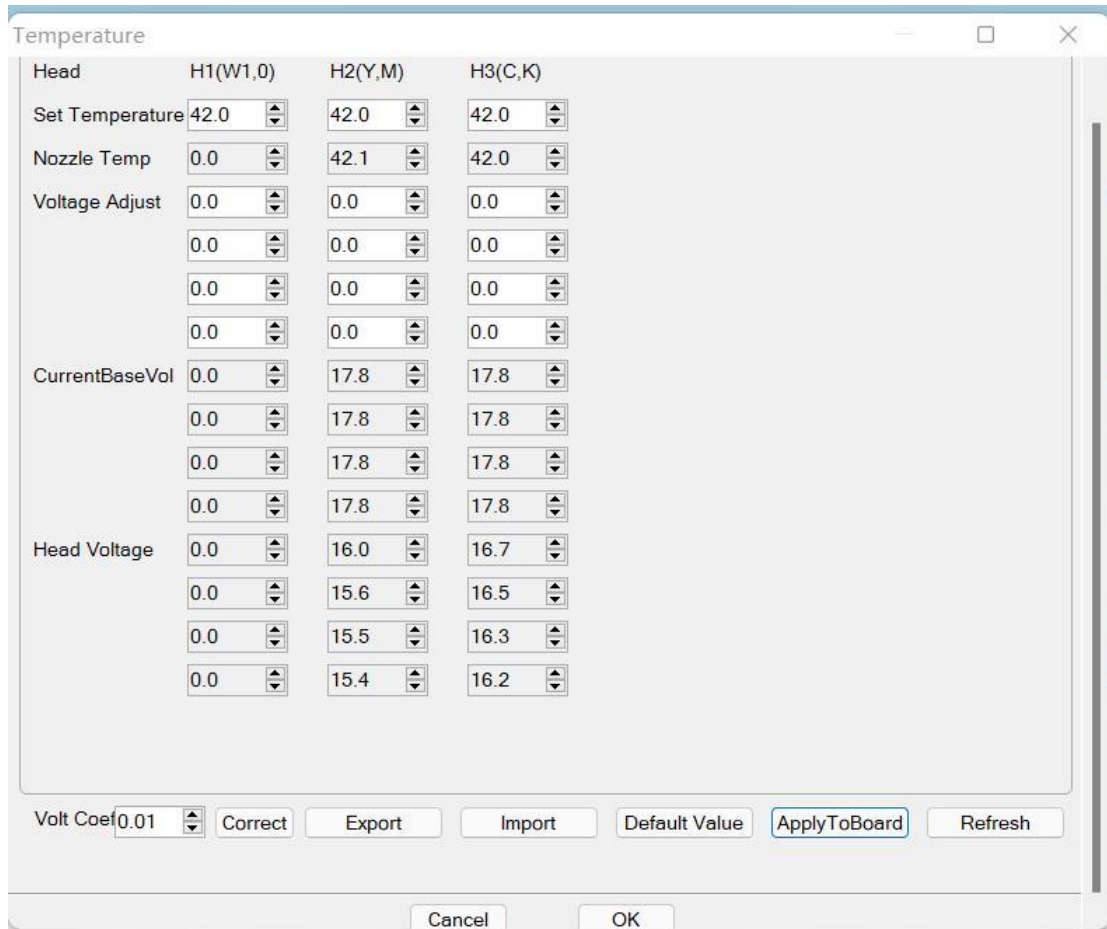 Temperature
Head H1(W1,0) H2(Y,M) H3(C,K)
Set Temperature 42.0 42.0 42.0
Nozzle Temp 0.0 42.1 42.0
Voltage Adjust 0.0 0.0 0.0
0.0 0.0 0.0
0.0 0.0 0.0
0.0 0.0 0.0
CurrentBaseVol 0.0 17.8 17.8
0.0 17.8 17.8
0.0 17.8 17.8
0.0 17.8 17.8
Head Voltage 0.0 16.0 16.7
0.0 15.6 16.5
0.0 15.5 16.3
0.0 15.4 16.2
Volt Coef 0.01 Correct Export Import Default Value ApplyToBoard Refresh
Cancel OK